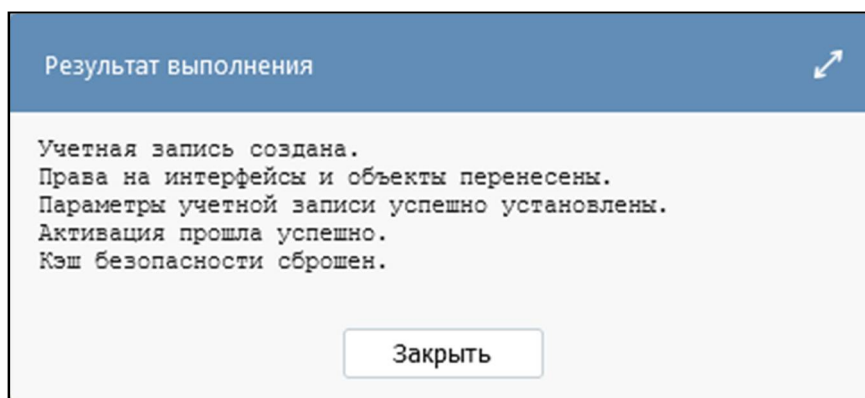 Результат выполнения
Учетная запись создана.
Права на интерфейсы и объекты перенесены.
Параметры учетной записи успешно установлены.
Активация прошла успешно.
Кэш безопасности сброшен.
Закрыть